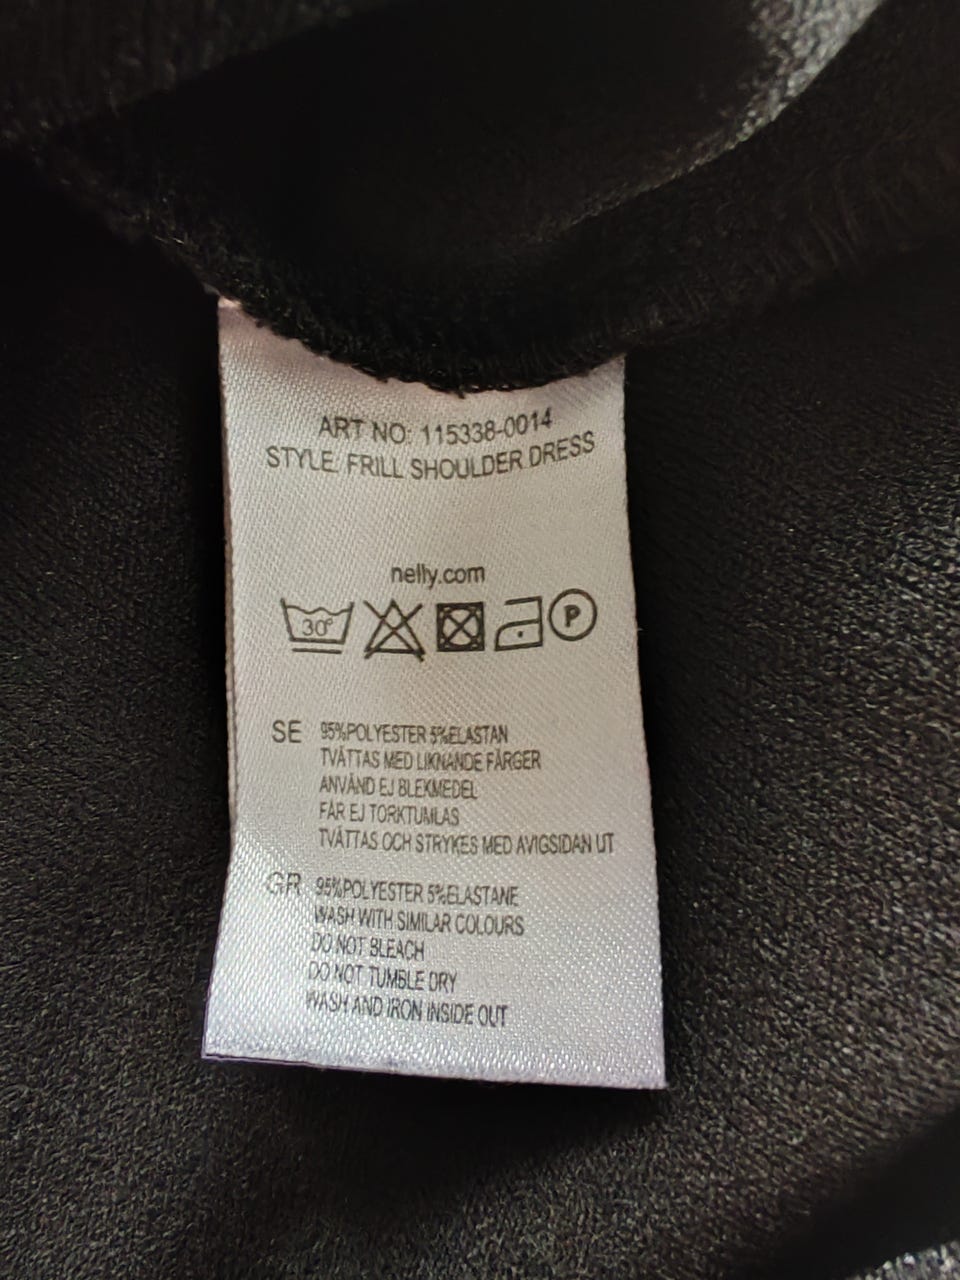 ART NO: 115338-0014
STYLE: FRILL SHOULDER DRESS
nelly.com
30° P
SE 95%POLYESTER 5%ELASTAN
TVÄTTAS MED LIKNANDE FÄRGER
ANVÄND EJ BLEKMEDEL
FÅR EJ TORKTUMLAS
TVÄTTAS OCH STRYKES MED AVIGSIDAN UT
GR 95%POLYESTER 5%ELASTANE
WASH WITH SIMILAR COLOURS
DO NOT BLEACH
DO NOT TUMBLE DRY
WASH AND IRON INSIDE OUT